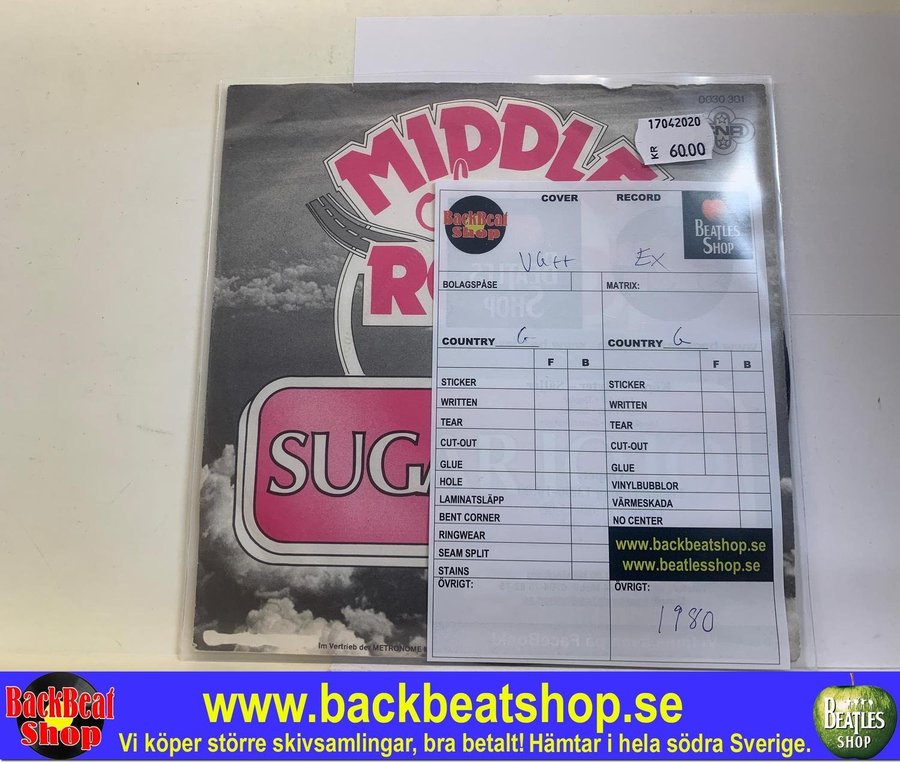 0030 301
MIDDLE
RO
SUGA
Im Vertrieb der METRONOME
17042020
KR 60.00
BackBeat Shop
COVER RECORD
BEATLES SHOP
VG++ EX
BOLAGSPÅSE MATRIX:
COUNTRY G COUNTRY G
F B F B
STICKER STICKER
WRITTEN WRITTEN
TEAR TEAR
CUT-OUT CUT-OUT
GLUE GLUE
HOLE VINYLBUBBLOR
LAMINATSLÄPP VÄRMESKADA
BENT CORNER NO CENTER
RINGWEAR
SEAM SPLIT
STAINS
www.backbeatshop.se
www.beatlesshop.se
ÖVRIGT: ÖVRIGT:
1980
BackBeat Shop
www.backbeatshop.se
Vi köper större skivsamlingar, bra betalt! Hämtar i hela södra Sverige.
BEATLES SHOP